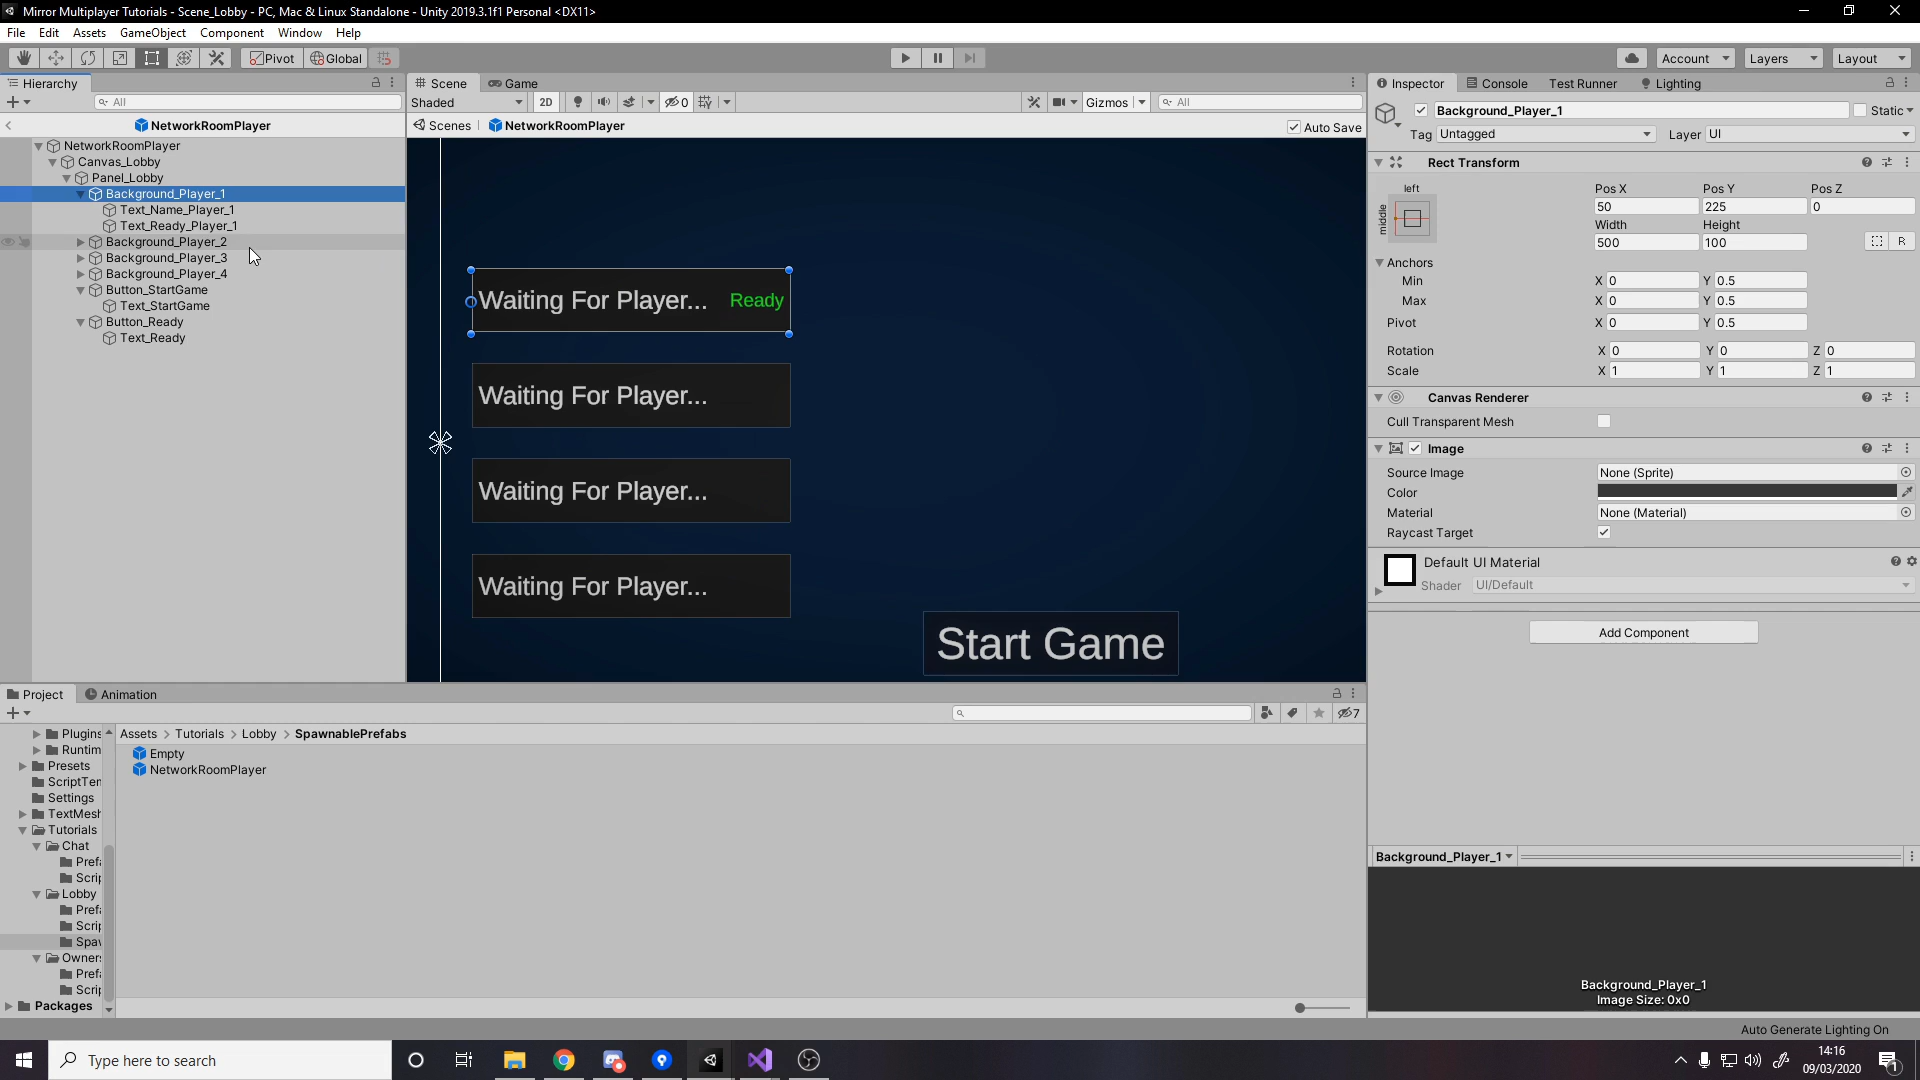 Mirror Multiplayer Tutorials - Scene_Lobby - PC, Mac & Linux Standalone - Unity 2019.3.1f1 Personal <DX11>
File Edit Assets GameObject Component Window Help
Pivot Global Account Layers Layout
Hierarchy
All
NetworkRoomPlayer
NetworkRoomPlayer
Canvas_Lobby
Panel_Lobby
Background_Player_1
Text_Name_Player_1
Text_Ready_Player_1
Background_Player_2
Background_Player_3
Background_Player_4
Button_StartGame
Text_StartGame
Button_Ready
Text_Ready
Scene Game
Shaded 2D 0 Gizmos All
Scenes NetworkRoomPlayer Auto Save
Waiting For Player... Ready
Waiting For Player...
Waiting For Player...
Waiting For Player...
Start Game
Inspector Console Test Runner Lighting
Background_Player_1 Static
Tag Untagged Layer UI
Rect Transform
left
middle
Pos X Pos Y Pos Z
50 225 0
Width Height
500 100 R
Anchors
Min X 0 Y 0.5
Max X 0 Y 0.5
Pivot X 0 Y 0.5
Rotation X 0 Y 0 Z 0
Scale X 1 Y 1 Z 1
Canvas Renderer
Cull Transparent Mesh
Image
Source Image None (Sprite)
Color
Material None (Material)
Raycast Target
Default UI Material
Shader UI/Default
Add Component
Background_Player_1
Background_Player_1
Image Size: 0x0
Project Animation
7
Plugins
Runtim
Presets
ScriptTen
Settings
TextMesh
Tutorials
Chat
Prefa
Scrip
Lobby
Prefa
Scrip
Spaw
Owners
Prefa
Scrip
Packages
Assets > Tutorials > Lobby > SpawnablePrefabs
Empty
NetworkRoomPlayer
Auto Generate Lighting On
Type here to search
14:16
09/03/2020
1